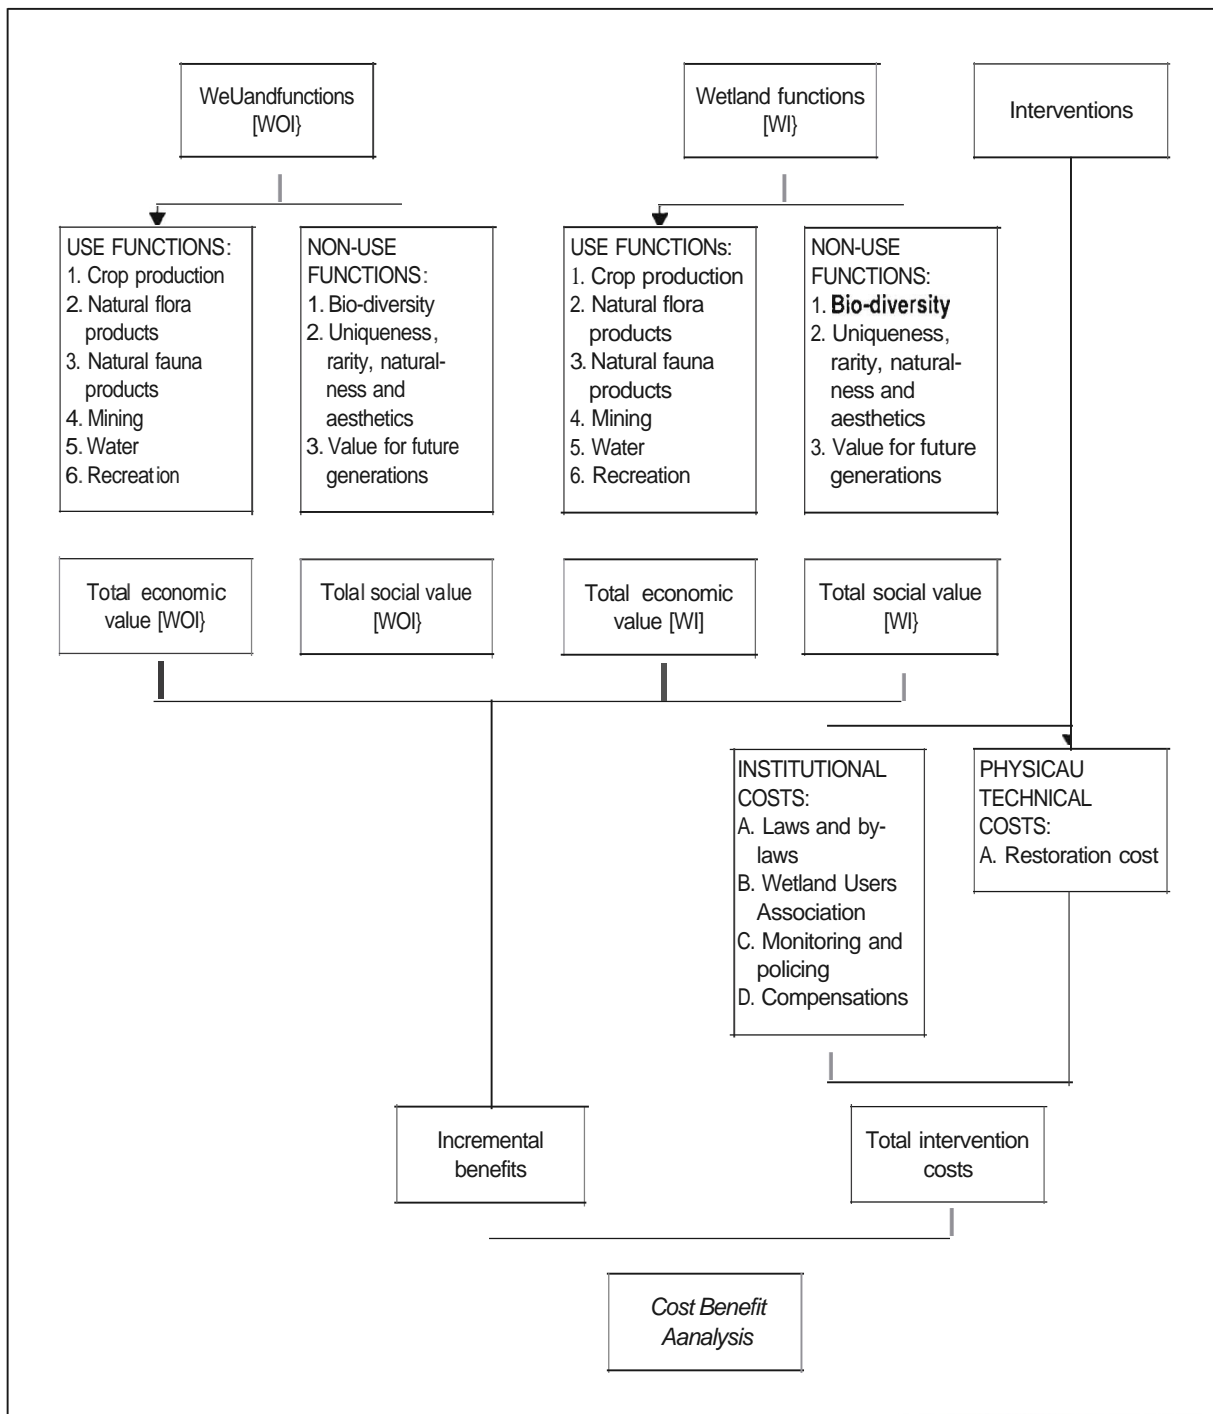 WeUandfunctions
[WOI}
Wetland functions
[WI}
Interventions
USE FUNCTIONS:
1. Crop production
2. Natural flora
products
3. Natural fauna
products
4. Mining
5. Water
6. Recreation
NON-USE
FUNCTIONS:
1. Bio-diversity
2. Uniqueness,
rarity, natural-
ness and
aesthetics
3. Value for future
generations
USE FUNCTIONs:
1. Crop production
2. Natural flora
products
3. Natural fauna
products
4. Mining
5. Water
6. Recreation
NON-USE
FUNCTIONS:
1. Bio-diversity
2. Uniqueness,
rarity, natural-
ness and
aesthetics
3. Value for future
generations
Total economic
value [WOI}
Tolal social value
[WOI}
Total economic
value [WI]
Total social value
[WI}
INSTITUTIONAL
COSTS:
A. Laws and by-
laws
B. Wetland Users
Association
C. Monitoring and
policing
D. Compensations
PHYSICAU
TECHNICAL
COSTS:
A. Restoration cost
Incremental
benefits
Total intervention
costs
Cost Benefit
Aanalysis